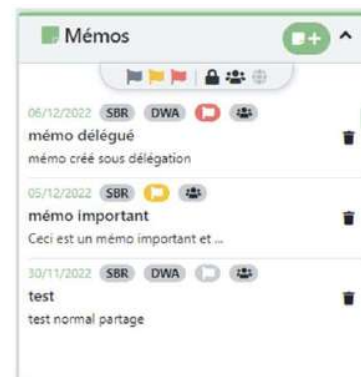 Mémos
06/12/2022 SBR DWA
mémo délégué
mémo créé sous délégation
05/12/2022 SBR
mémo important
Ceci est un mémo important et ...
30/11/2022 SBR DWA
test
test normal partage